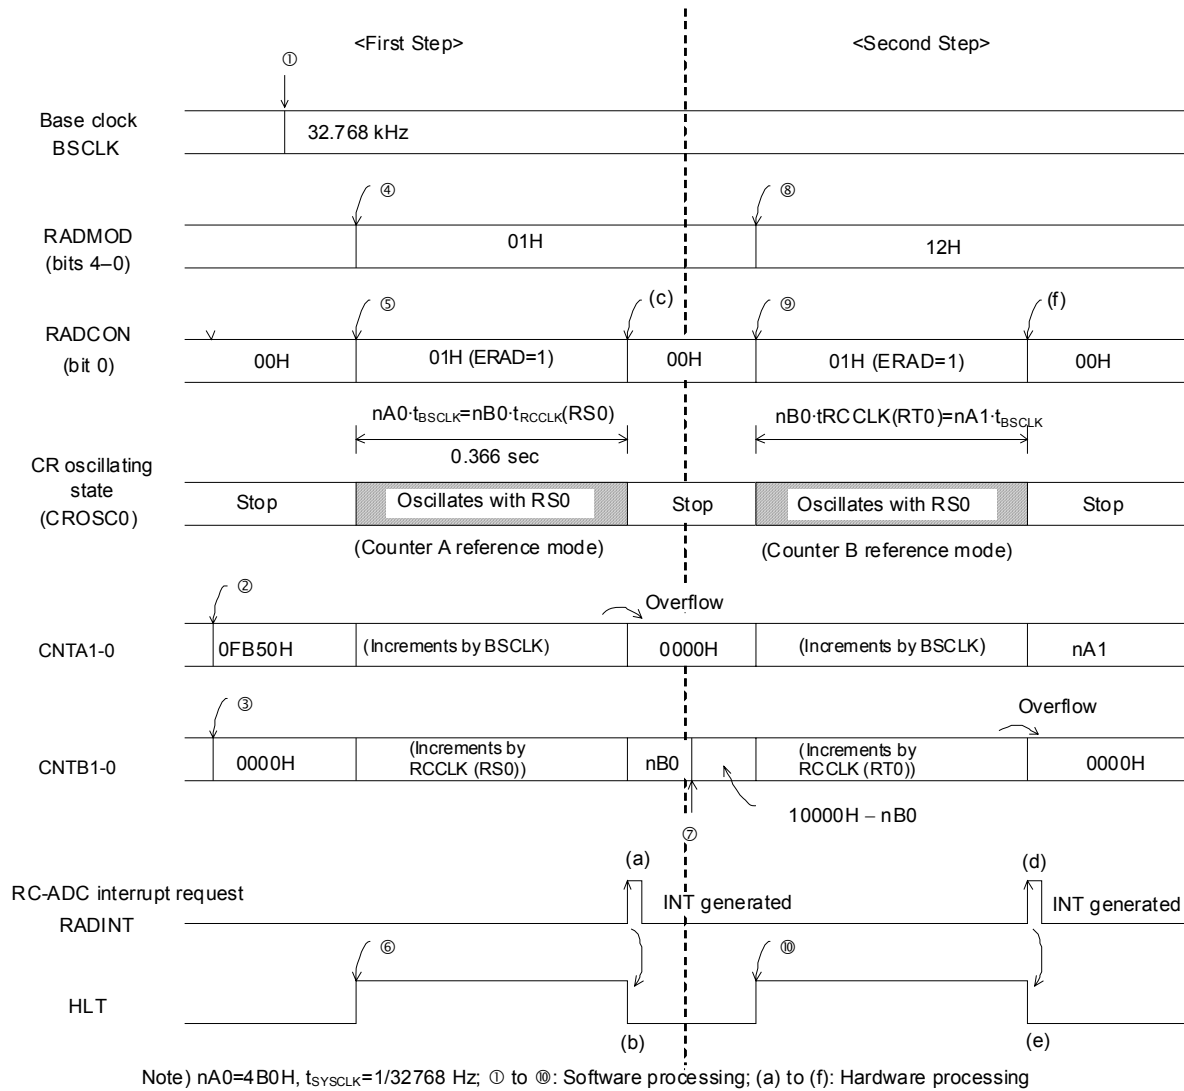 <First Step> <Second Step>
①
Base clock
BSCLK
32.768 kHz
④ ⑧
RADMOD
(bits 4–0)
01H 12H
⑤ (c) ⑨ (f)
RADCON
(bit 0)
00H 01H (ERAD=1) 00H 01H (ERAD=1) 00H
nA0·tBSCLK=nB0·tRCCLK(RS0) nB0·tRCCLK(RT0)=nA1·tBSCLK
0.366 sec
CR oscillating
state
(CROSC0)
Stop Oscillates with RS0 Stop Oscillates with RS0 Stop
(Counter A reference mode) (Counter B reference mode)
② Overflow
CNTA1-0 0FB50H (Increments by BSCLK) 0000H (Increments by BSCLK) nA1
③ Overflow
CNTB1-0 0000H (Increments by
RCCLK (RS0)) nB0 (Increments by
RCCLK (RT0)) 0000H
10000H – nB0
⑦
(a) (d)
RC-ADC interrupt request
RADINT
INT generated INT generated
⑥ ⑩
HLT
(b) (e)
Note) nA0=4B0H, tSYSCLK=1/32768 Hz; ① to ⑩: Software processing; (a) to (f): Hardware processing